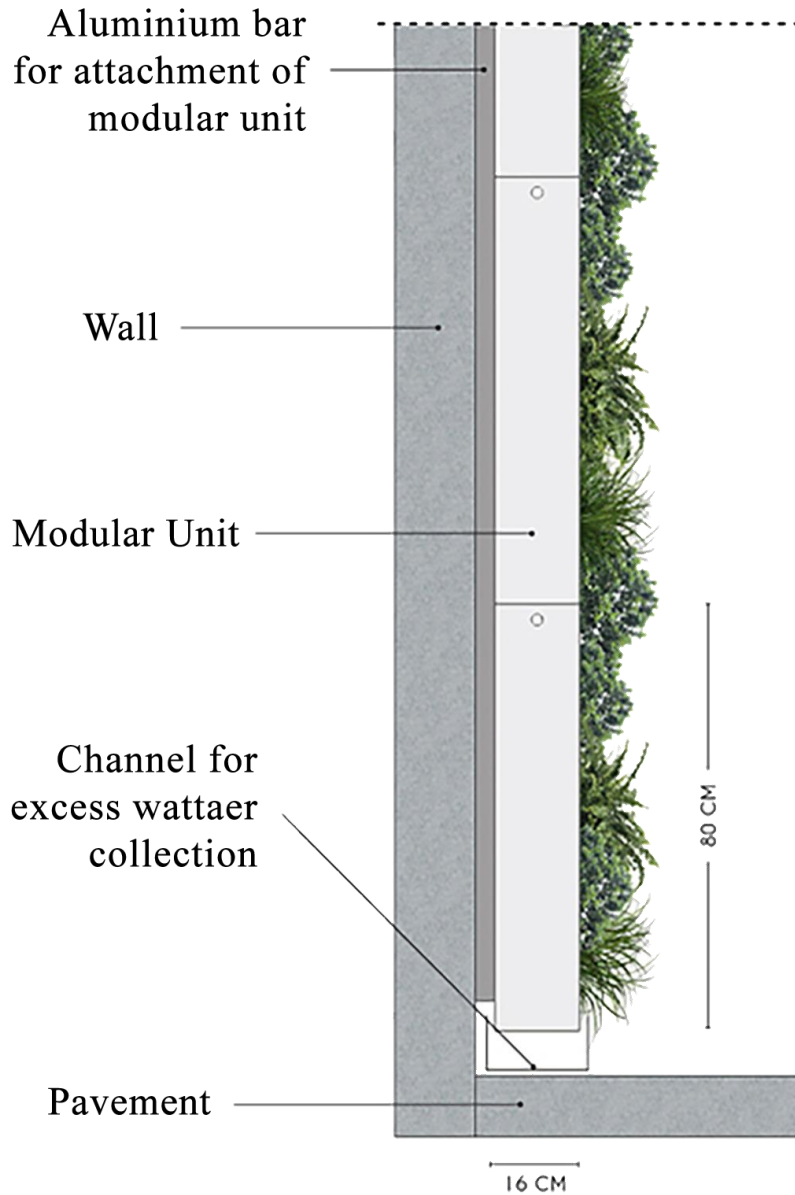 Aluminium bar
for attachment of
modular unit
Wall
Modular Unit
Channel for
excess wattaer
collection
80 CM
Pavement
16 CM